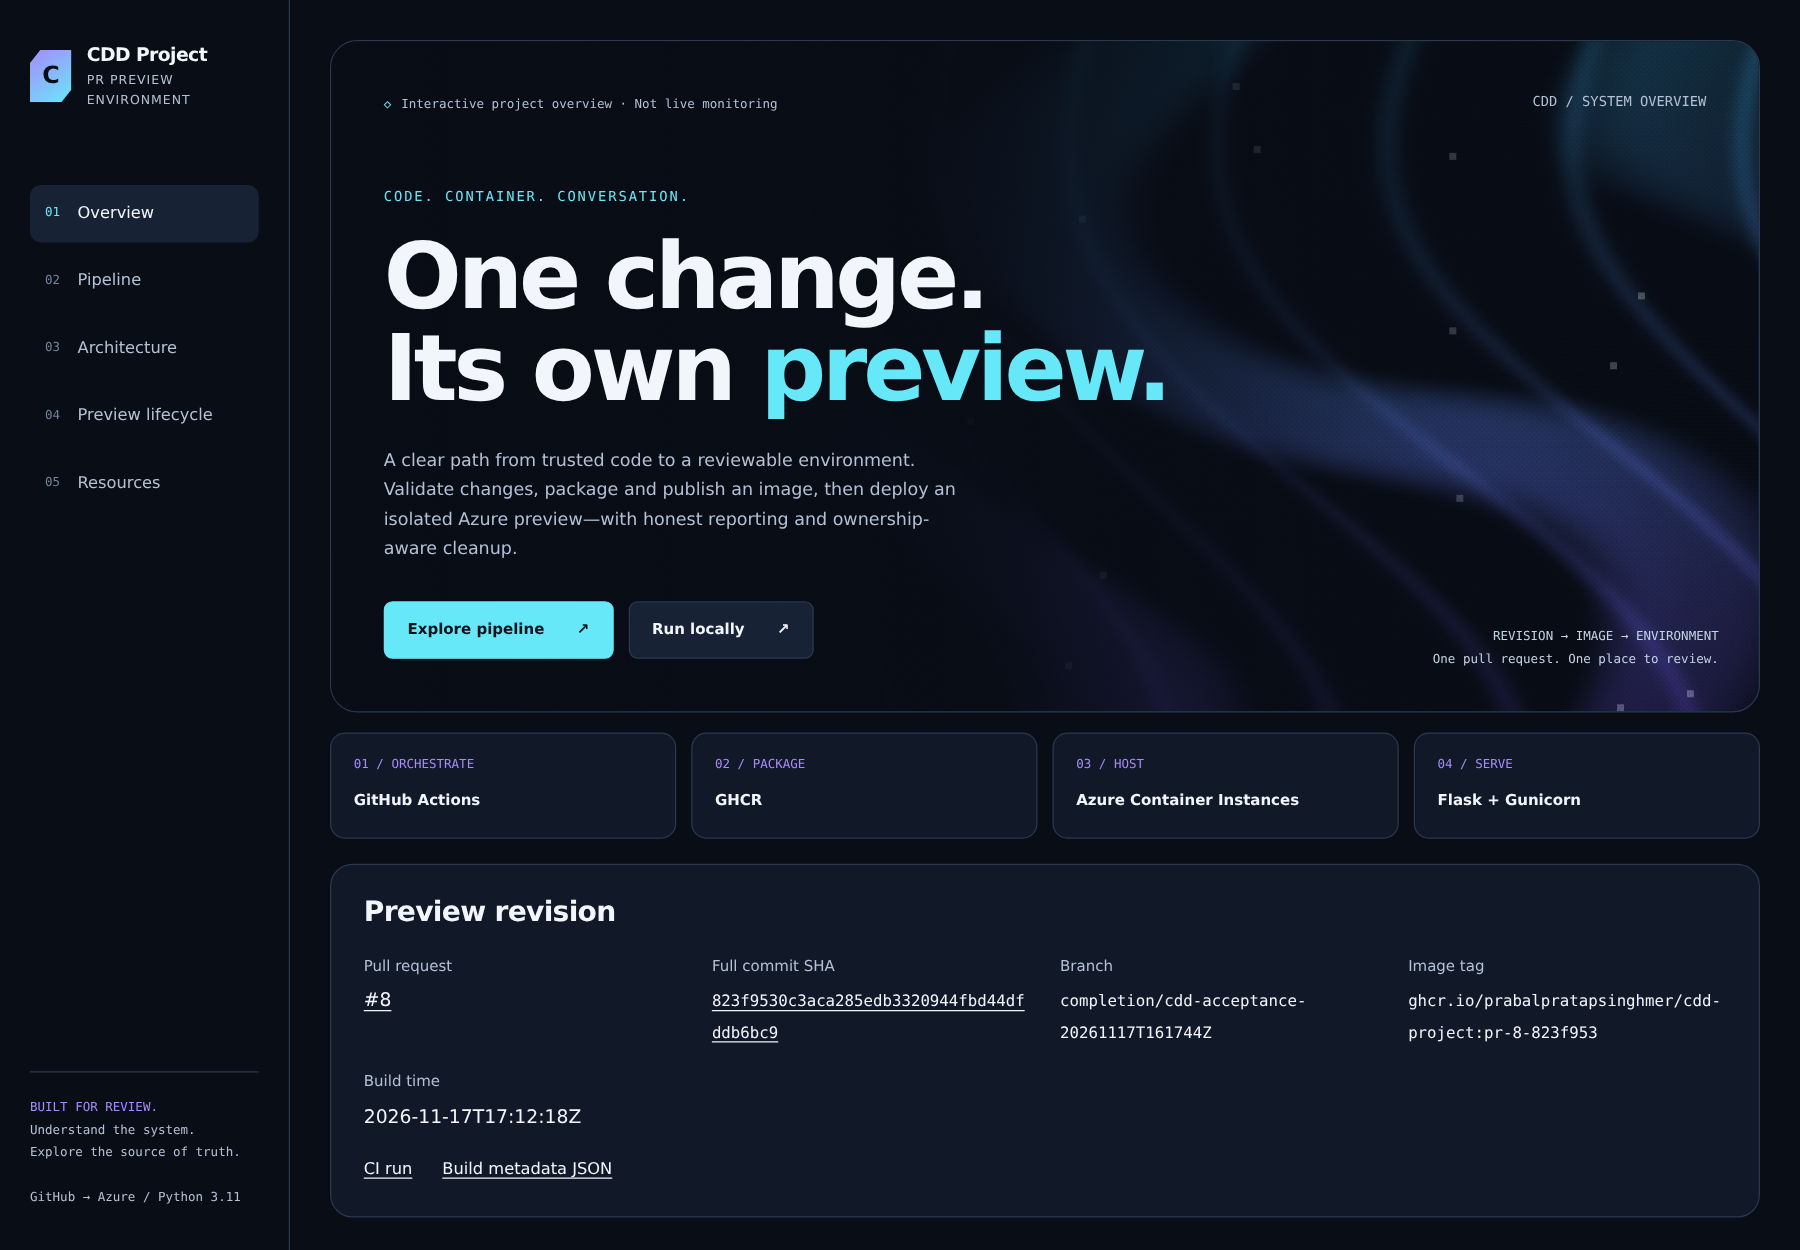 C
CDD Project
PR PREVIEW
ENVIRONMENT
01 Overview
02 Pipeline
03 Architecture
04 Preview lifecycle
05 Resources
BUILT FOR REVIEW.
Understand the system.
Explore the source of truth.
GitHub → Azure / Python 3.11
◇ Interactive project overview · Not live monitoring
CDD / SYSTEM OVERVIEW
CODE. CONTAINER. CONVERSATION.
One change.
Its own preview.
A clear path from trusted code to a reviewable environment.
Validate changes, package and publish an image, then deploy an
isolated Azure preview—with honest reporting and ownership-
aware cleanup.
Explore pipeline ↗
Run locally ↗
REVISION → IMAGE → ENVIRONMENT
One pull request. One place to review.
01 / ORCHESTRATE
GitHub Actions
02 / PACKAGE
GHCR
03 / HOST
Azure Container Instances
04 / SERVE
Flask + Gunicorn
Preview revision
Pull request
#8
Full commit SHA
823f9530c3aca285edb3320944fbd44df
ddb6bc9
Branch
completion/cdd-acceptance-
20261117T161744Z
Image tag
ghcr.io/prabalpratapsinghmer/cdd-
project:pr-8-823f953
Build time
2026-11-17T17:12:18Z
CI run
Build metadata JSON